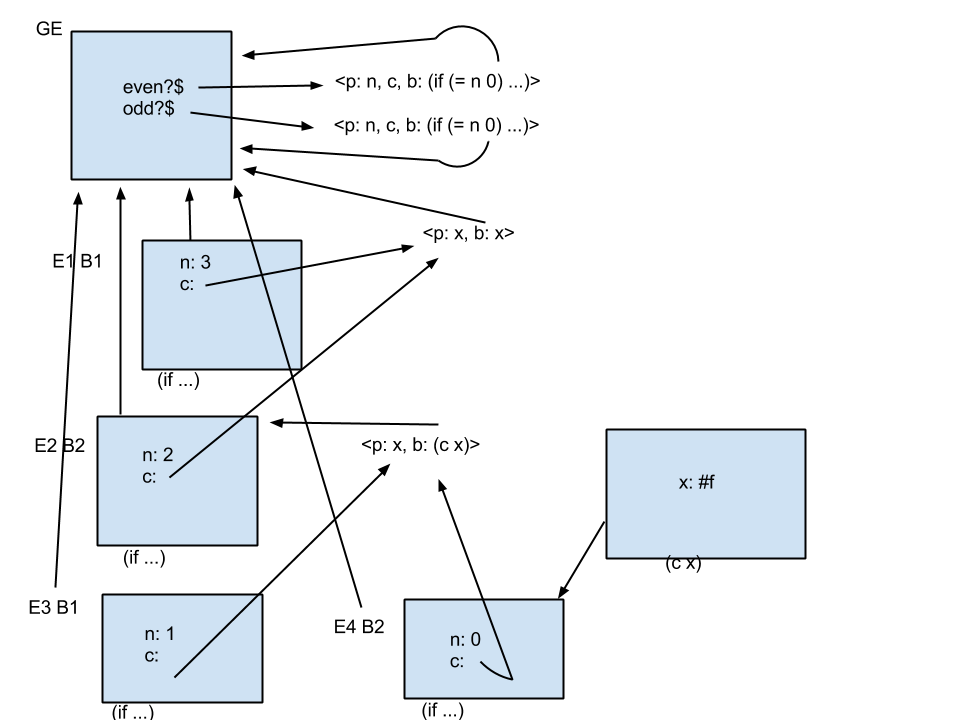 GE
even?$
odd?$
<p: n, c, b: (if (= n 0) ...)>
<p: n, c, b: (if (= n 0) ...)>
<p: x, b: x>
E1 B1
n: 3
c:
(if ...)
E2 B2
n: 2
c:
(if ...)
<p: x, b: (c x)>
x: #f
(c x)
E3 B1
n: 1
c:
(if ...)
E4 B2
n: 0
c:
(if ...)